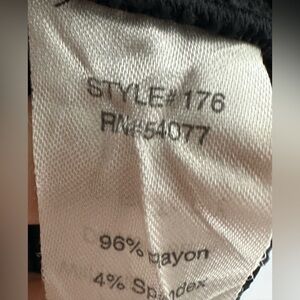 STYLE# 176
RN#54077
96% rayon
4% Spandex